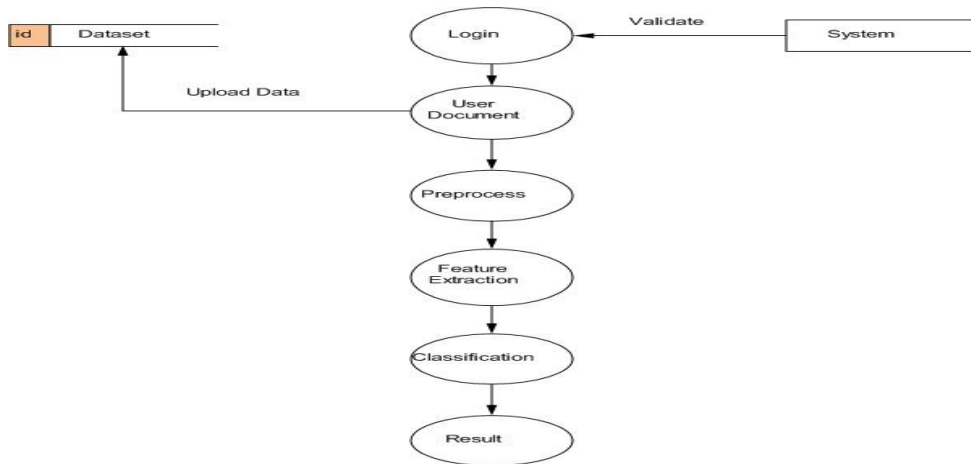 id Dataset
Login
Validate
System
Upload Data
User
Document
Preprocess
Feature
Extraction
Classification
Result